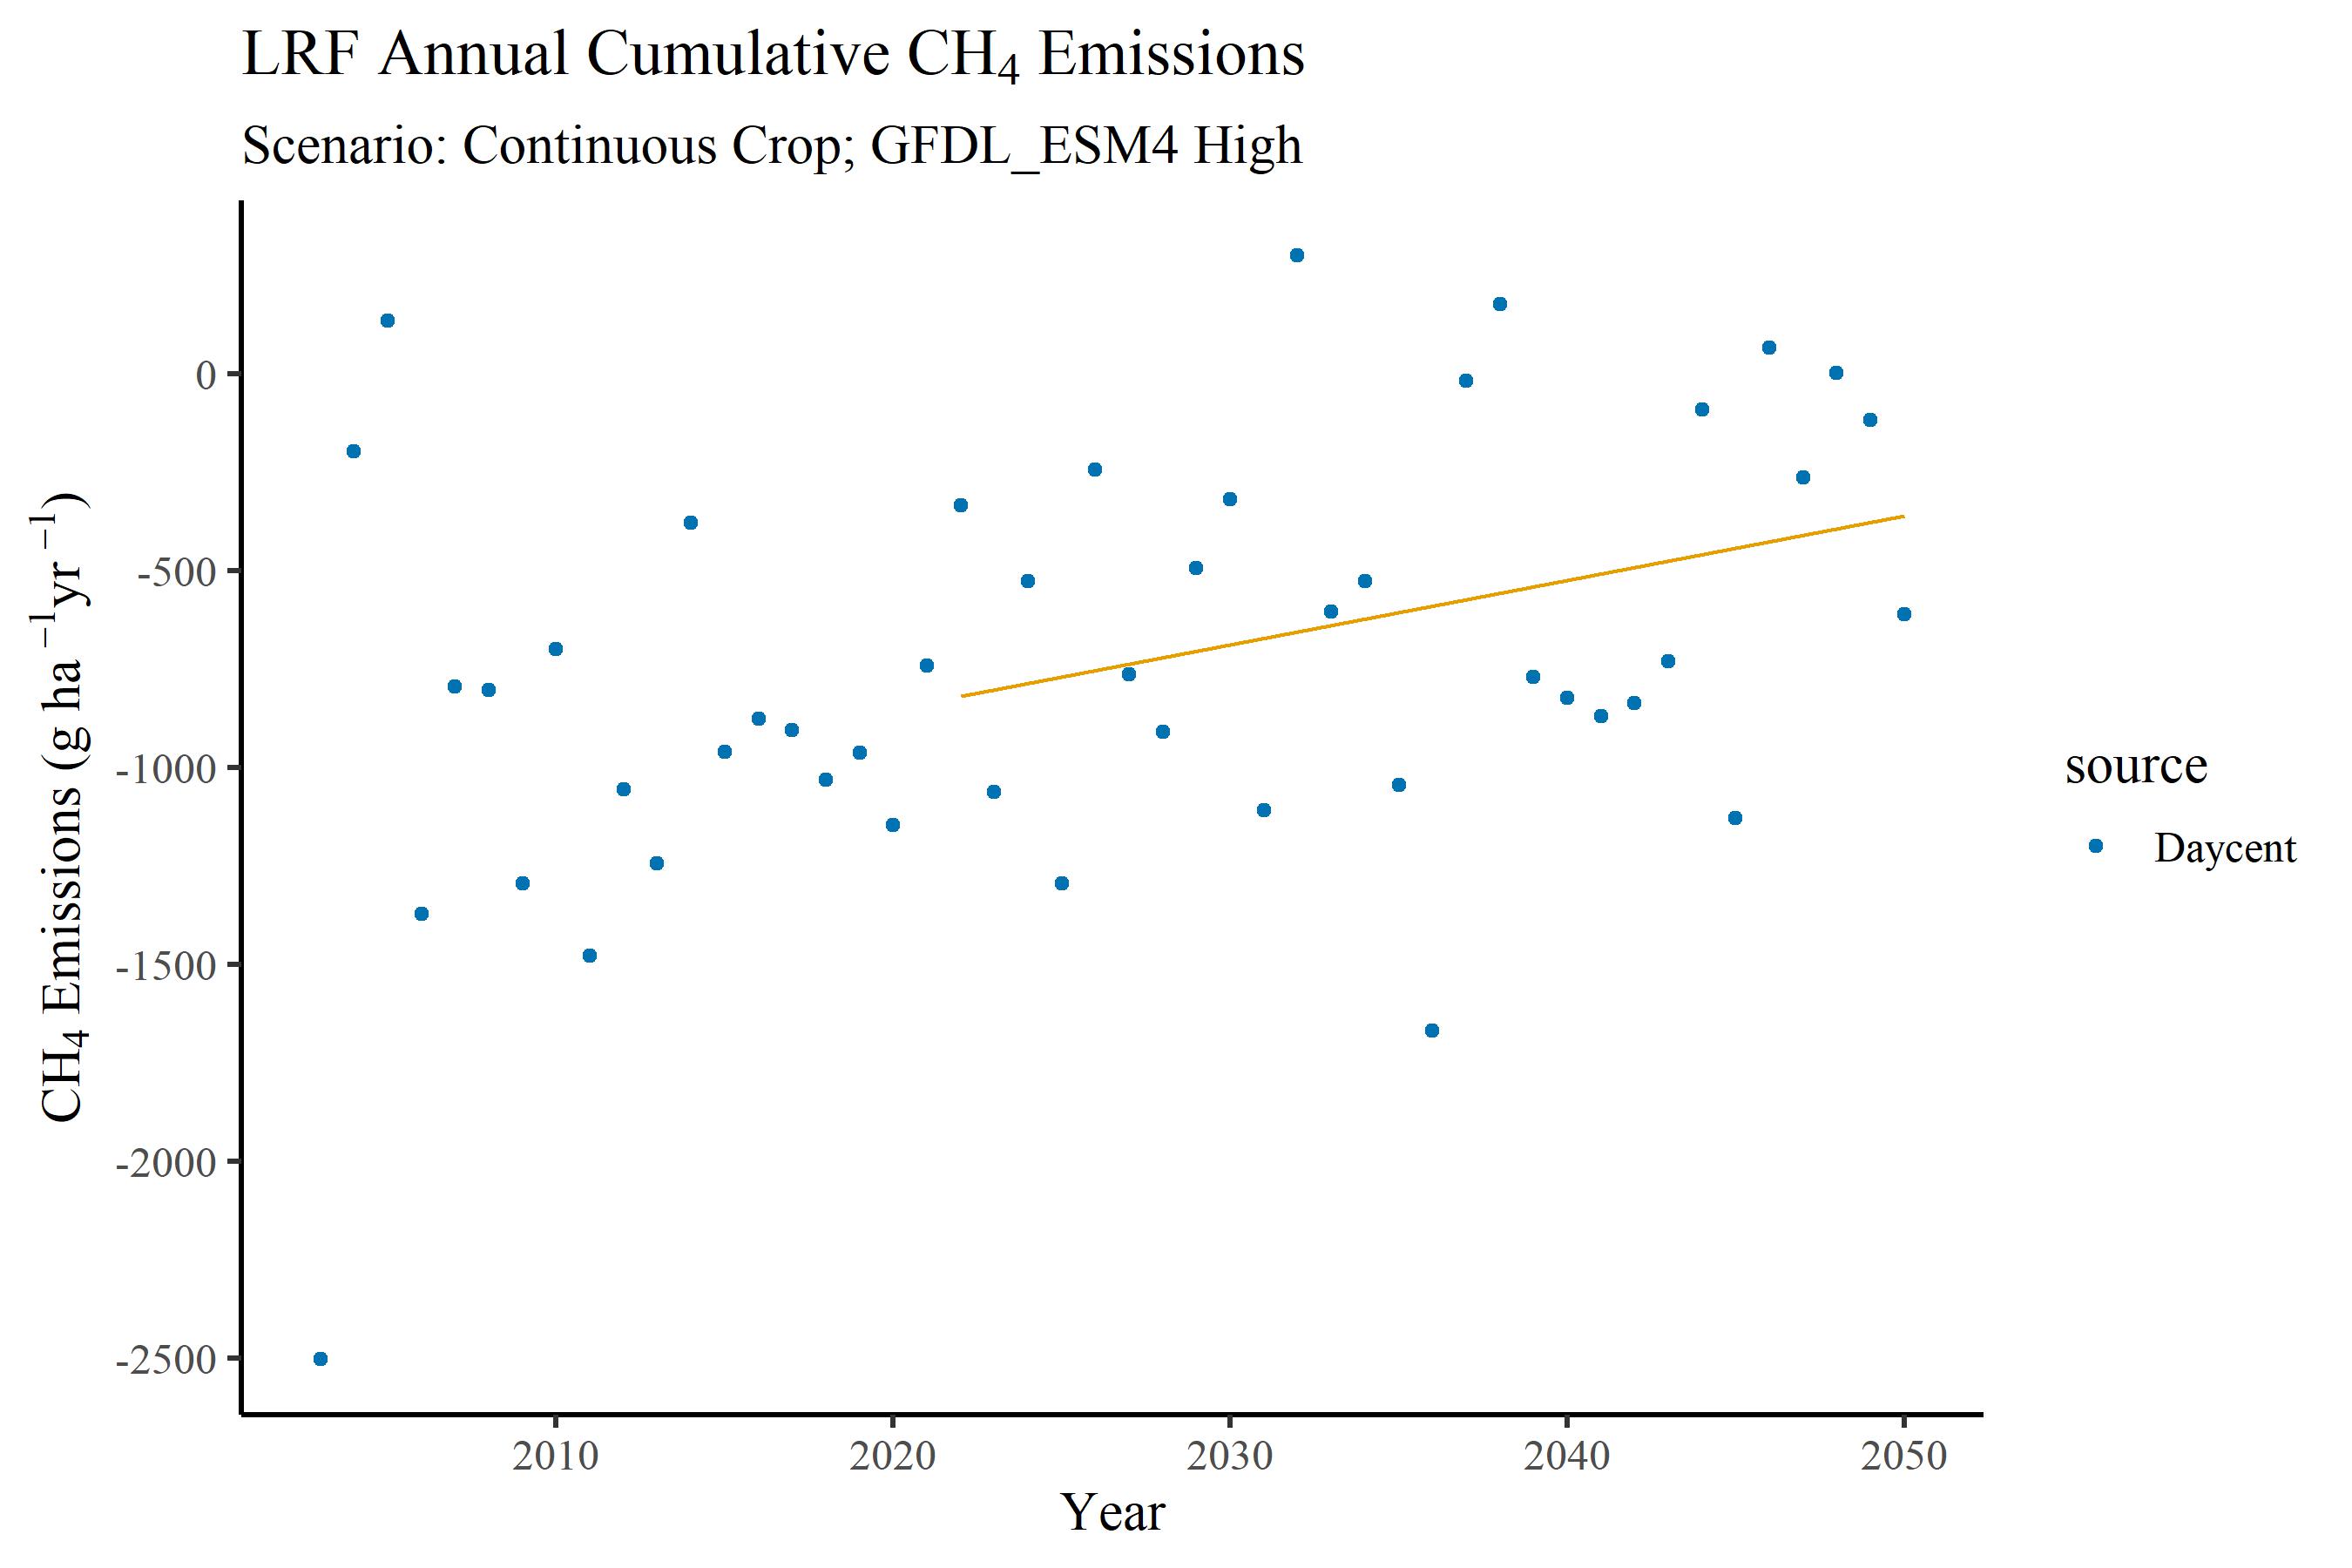 LRF Annual Cumulative CH₄ Emissions
Scenario: Continuous Crop; GFDL_ESM4 High
CH₄ Emissions (g ha ⁻¹yr ⁻¹)
0
-500
-1000
-1500
-2000
-2500
2010 2020 2030 2040 2050
Year
source
Daycent